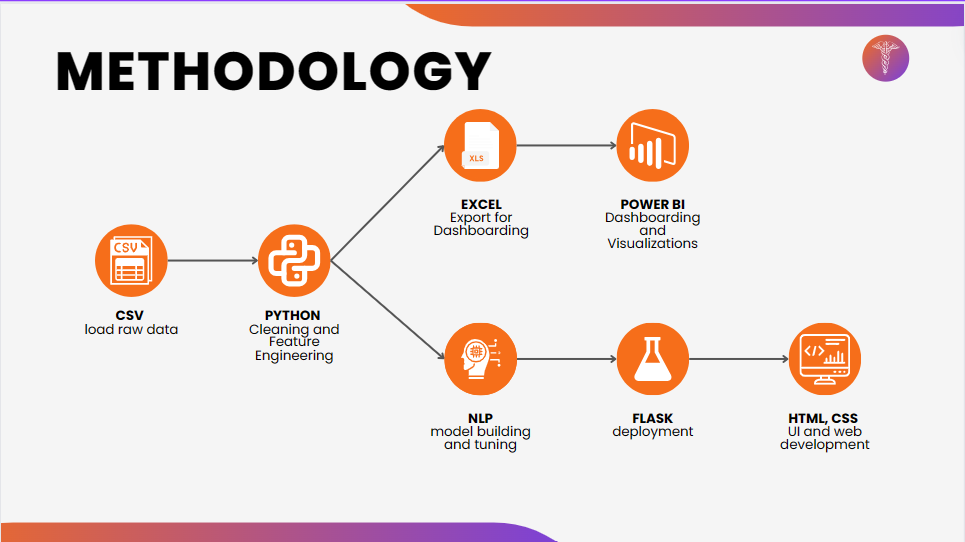 METHODOLOGY
XLS
EXCEL
Export for
Dashboarding
POWER BI
Dashboarding
and
Visualizations
CSV
CSV
load raw data
PYTHON
Cleaning and
Feature
Engineering
NLP
model building
and tuning
FLASK
deployment
</>
HTML, CSS
UI and web
development